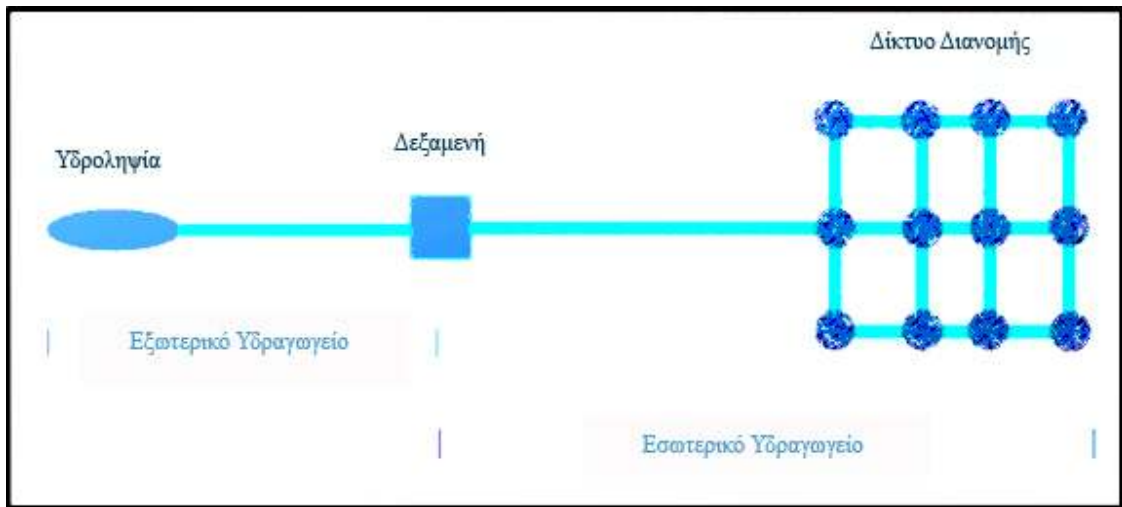 Δίκτυο Διανομής
Δεξαμενή
Υδροληψία
Εξωτερικό Υδραγωγείο
Εσωτερικό Υδραγωγείο